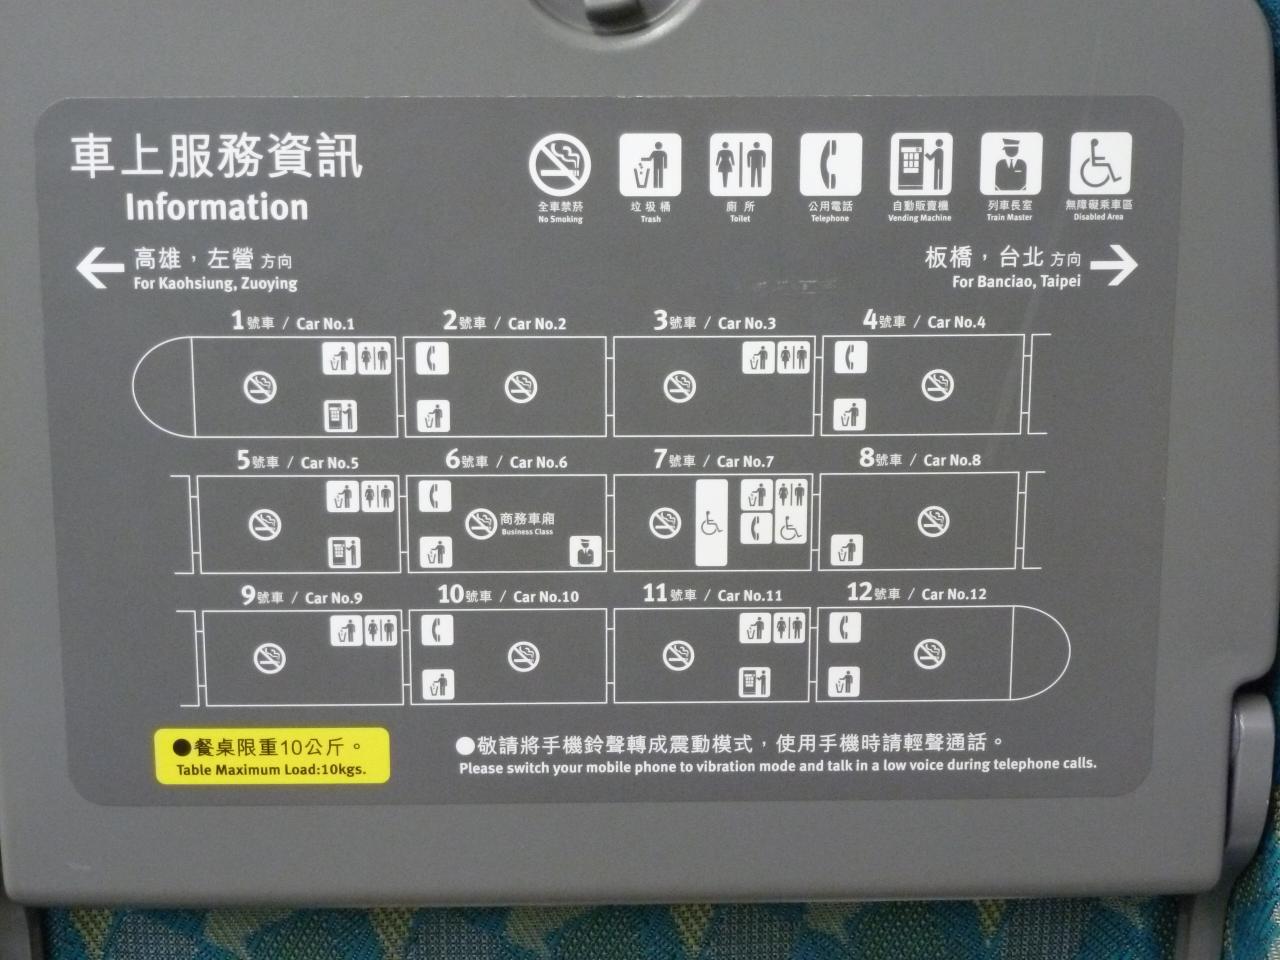 車上服務資訊
Information
全車禁菸
No Smoking
垃圾桶
Trash
廁所
Toilet
公用電話
Telephone
自動販賣機
Vending Machine
列車長室
Train Master
無障礙乘車區
Disabled Area
高雄，左營 方向
For Kaohsiung, Zuoying
板橋，台北 方向
For Banciao, Taipei
1號車 / Car No.1
2號車 / Car No.2
3號車 / Car No.3
4號車 / Car No.4
5號車 / Car No.5
6號車 / Car No.6
7號車 / Car No.7
8號車 / Car No.8
商務車廂
Business Class
9號車 / Car No.9
10號車 / Car No.10
11號車 / Car No.11
12號車 / Car No.12
●餐桌限重10公斤。
Table Maximum Load:10kgs.
●敬請將手機鈴聲轉成震動模式，使用手機時請輕聲通話。
Please switch your mobile phone to vibration mode and talk in a low voice during telephone calls.